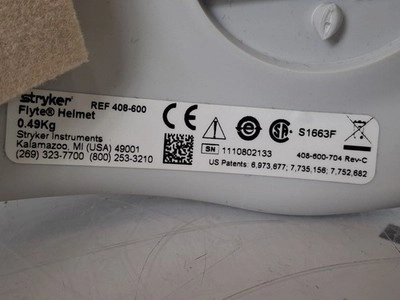 stryker REF 408-600
Flyte® Helmet
0.49Kg
Stryker Instruments
Kalamazoo, MI (USA) 49001
(269) 323-7700 (800) 253-3210
CE
SA S1663F
SN 1110802133
408-600-704 Rev-C
US Patents: 6,973,677; 7,735,156; 7,752,682